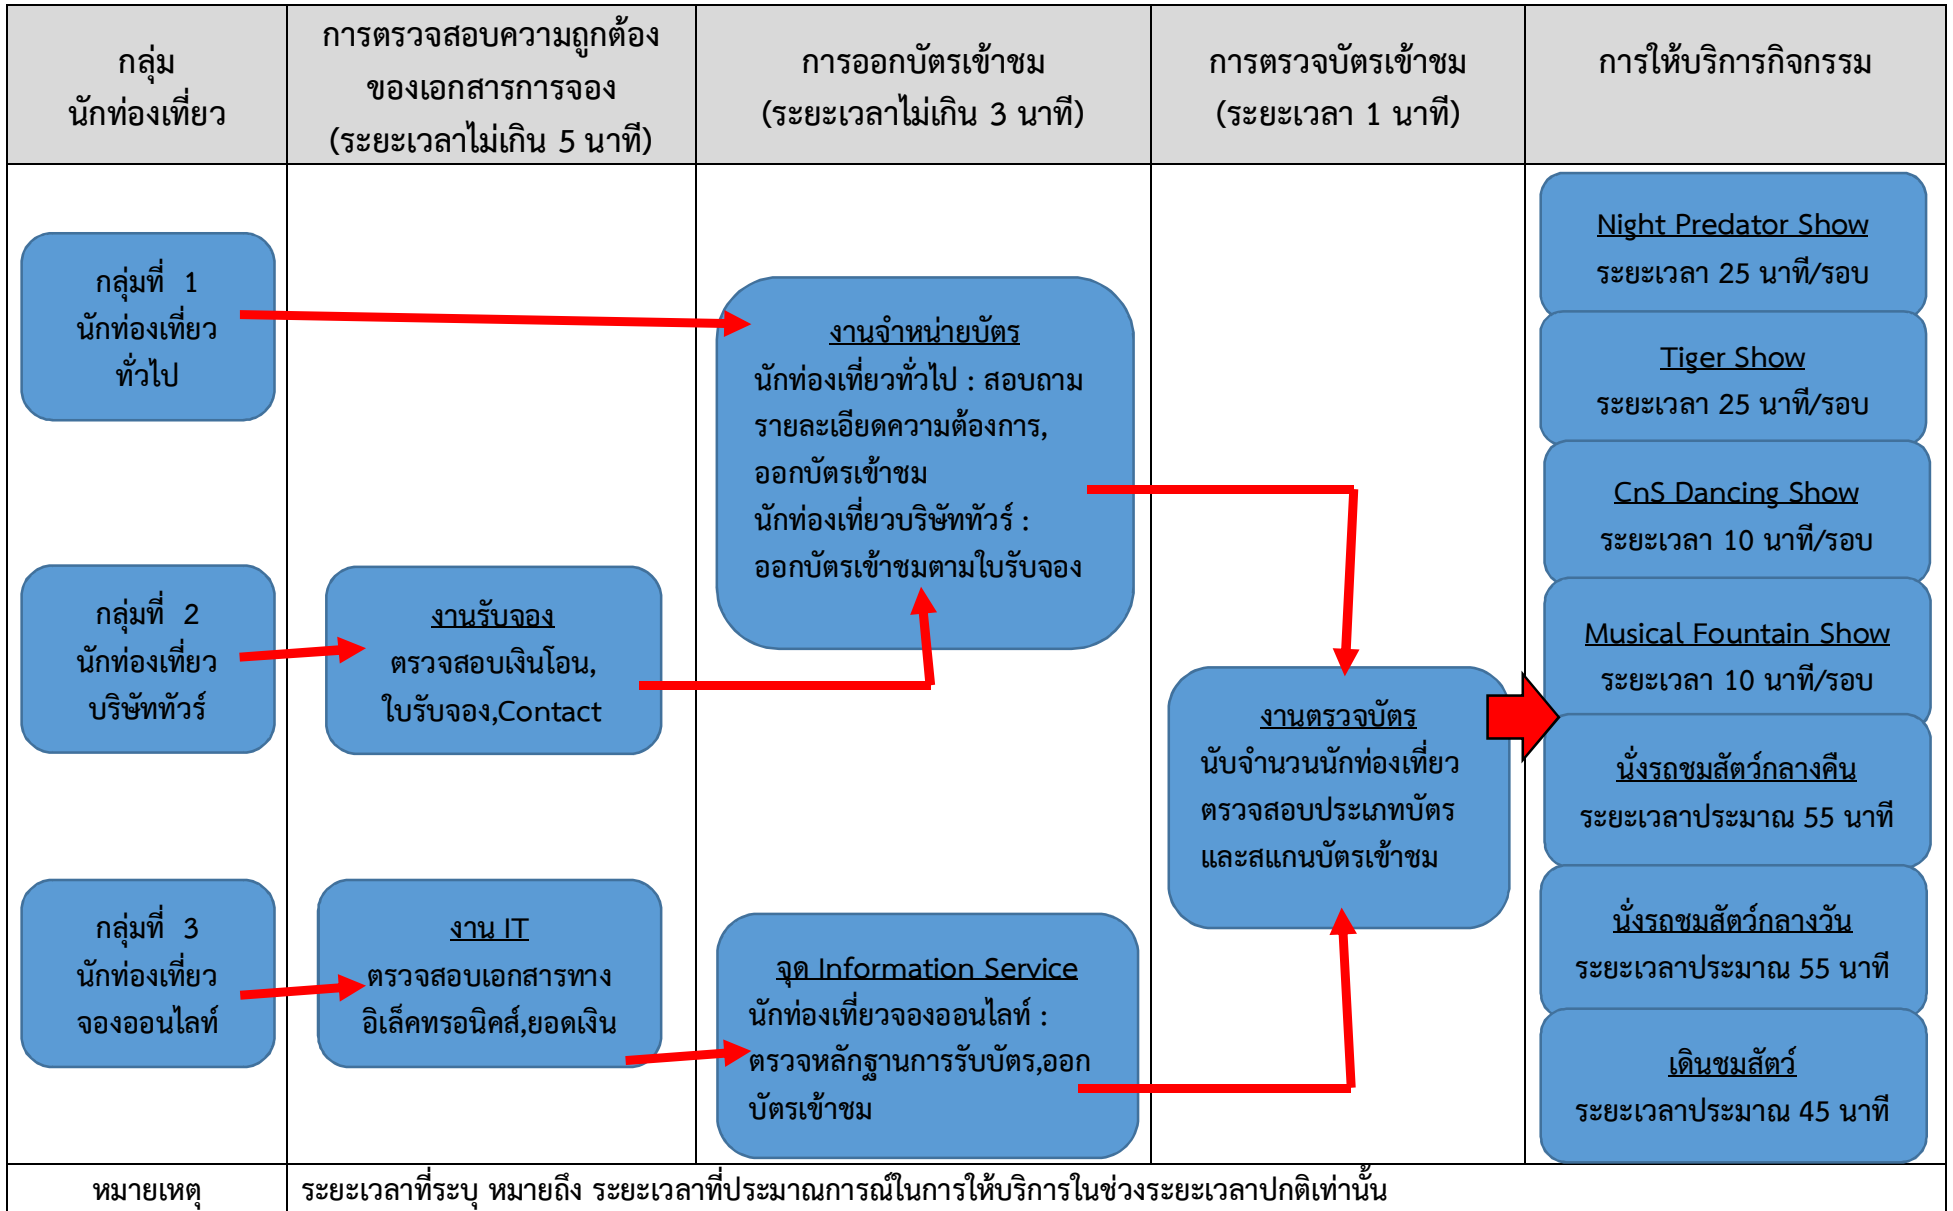 กลุ่ม
นักท่องเที่ยว
การตรวจสอบความถูกต้อง
ของเอกสารการจอง
(ระยะเวลาไม่เกิน 5 นาที)
การออกบัตรเข้าชม
(ระยะเวลาไม่เกิน 3 นาที)
การตรวจบัตรเข้าชม
(ระยะเวลา 1 นาที)
การให้บริการกิจกรรม
กลุ่มที่ 1
นักท่องเที่ยว
ทั่วไป
กลุ่มที่ 2
นักท่องเที่ยว
บริษัททัวร์
กลุ่มที่ 3
นักท่องเที่ยว
จองออนไลท์
งานรับจอง
ตรวจสอบเงินโอน,
ใบรับจอง,Contact
งาน IT
ตรวจสอบเอกสารทาง
อิเล็คทรอนิคส์,ยอดเงิน
งานจำหน่ายบัตร
นักท่องเที่ยวทั่วไป : สอบถาม
รายละเอียดความต้องการ,
ออกบัตรเข้าชม
นักท่องเที่ยวบริษัททัวร์ :
ออกบัตรเข้าชมตามใบรับจอง
จุด Information Service
นักท่องเที่ยวจองออนไลท์ :
ตรวจหลักฐานการรับบัตร,ออก
บัตรเข้าชม
งานตรวจบัตร
นับจำนวนนักท่องเที่ยว
ตรวจสอบประเภทบัตร
และสแกนบัตรเข้าชม
Night Predator Show
ระยะเวลา 25 นาที/รอบ
Tiger Show
ระยะเวลา 25 นาที/รอบ
CnS Dancing Show
ระยะเวลา 10 นาที/รอบ
Musical Fountain Show
ระยะเวลา 10 นาที/รอบ
นั่งรถชมสัตว์กลางคืน
ระยะเวลาประมาณ 55 นาที
นั่งรถชมสัตว์กลางวัน
ระยะเวลาประมาณ 55 นาที
เดินชมสัตว์
ระยะเวลาประมาณ 45 นาที
หมายเหตุ
ระยะเวลาที่ระบุ หมายถึง ระยะเวลาที่ประมาณการณ์ในการให้บริการในช่วงระยะเวลาปกติเท่านั้น